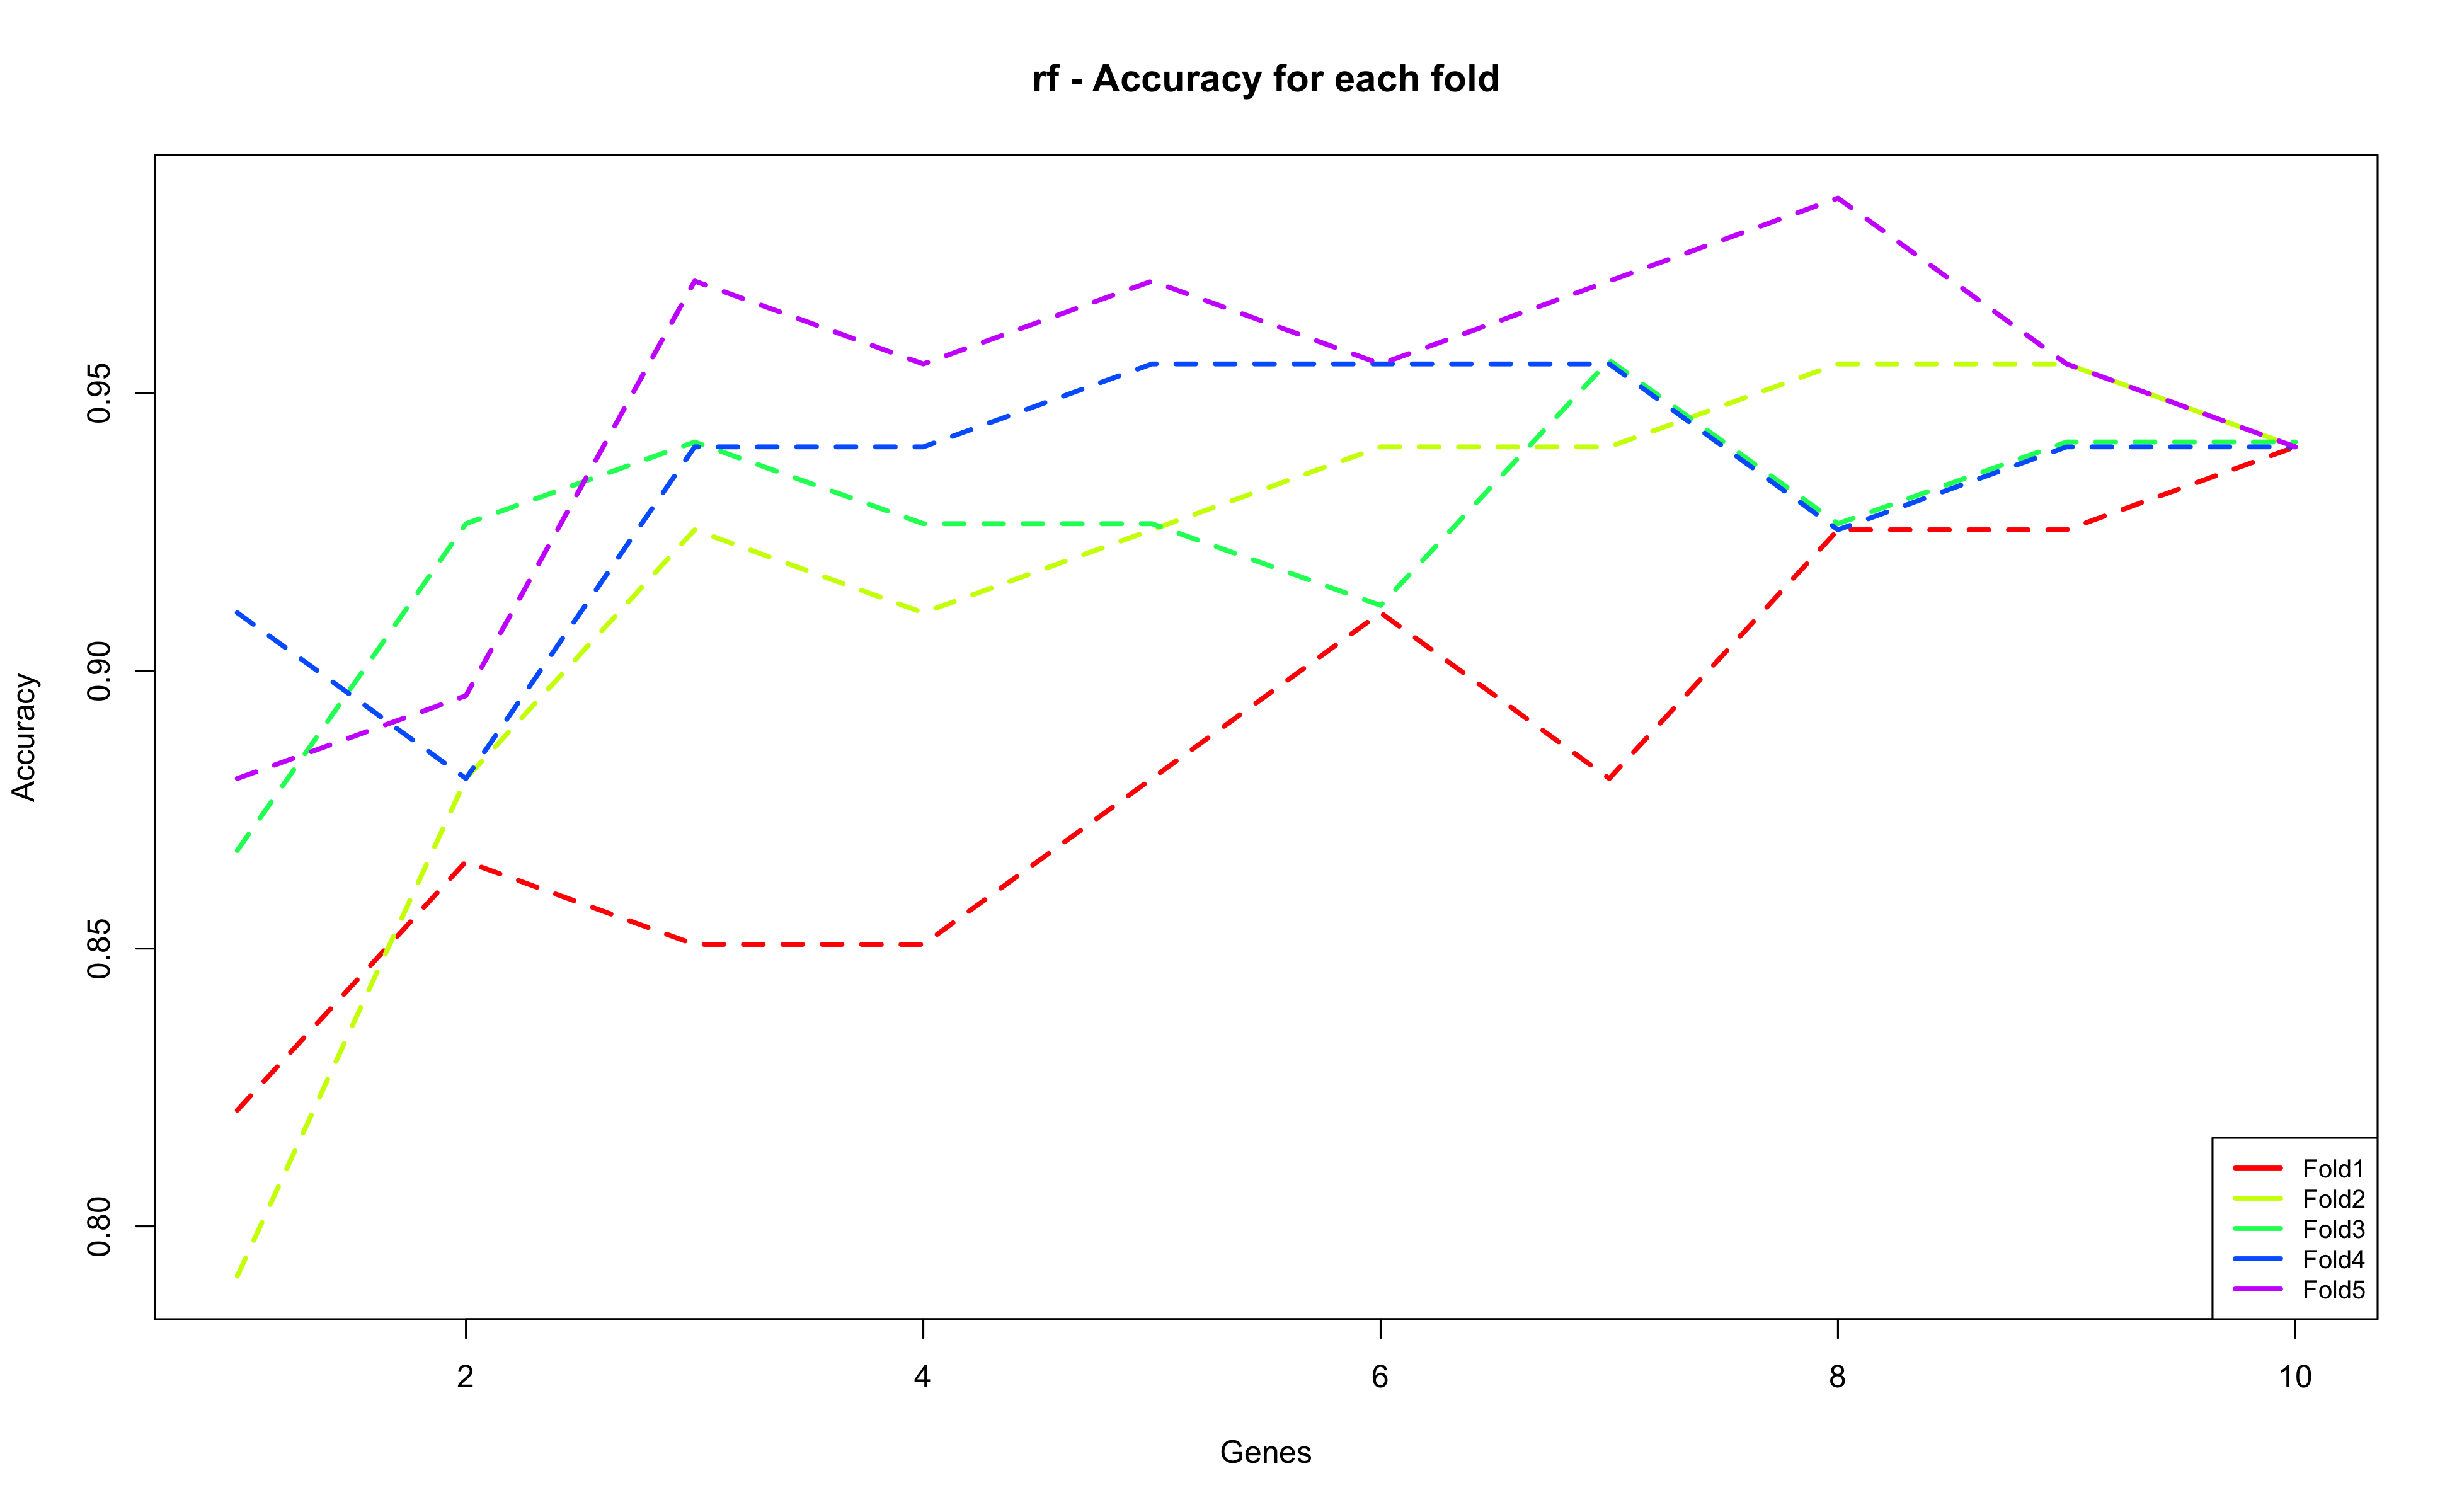 rf - Accuracy for each fold
Accuracy
0.95
0.90
0.85
0.80
2 4 6 8 10
Genes
Fold1
Fold2
Fold3
Fold4
Fold5